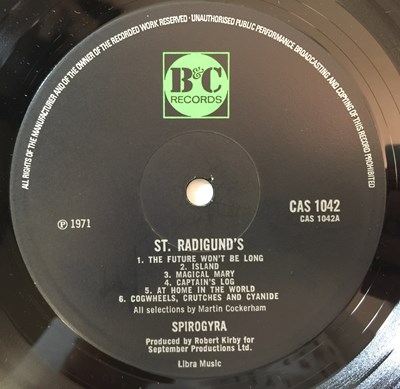 ALL RIGHTS OF THE MANUFACTURER AND OF THE OWNER OF THE RECORDED WORK RESERVED · UNAUTHORISED PUBLIC PERFORMANCE BROADCASTING AND COPYING OF THIS RECORD PROHIBITED
B&C
RECORDS
℗ 1971
CAS 1042
CAS 1042A
ST. RADIGUND'S
1. THE FUTURE WON'T BE LONG
2. ISLAND
3. MAGICAL MARY
4. CAPTAIN'S LOG
5. AT HOME IN THE WORLD
6. COGWHEELS, CRUTCHES AND CYANIDE
All selections by Martin Cockerham
SPIROGYRA
Produced by Robert Kirby for
September Productions Ltd.
Libra Music